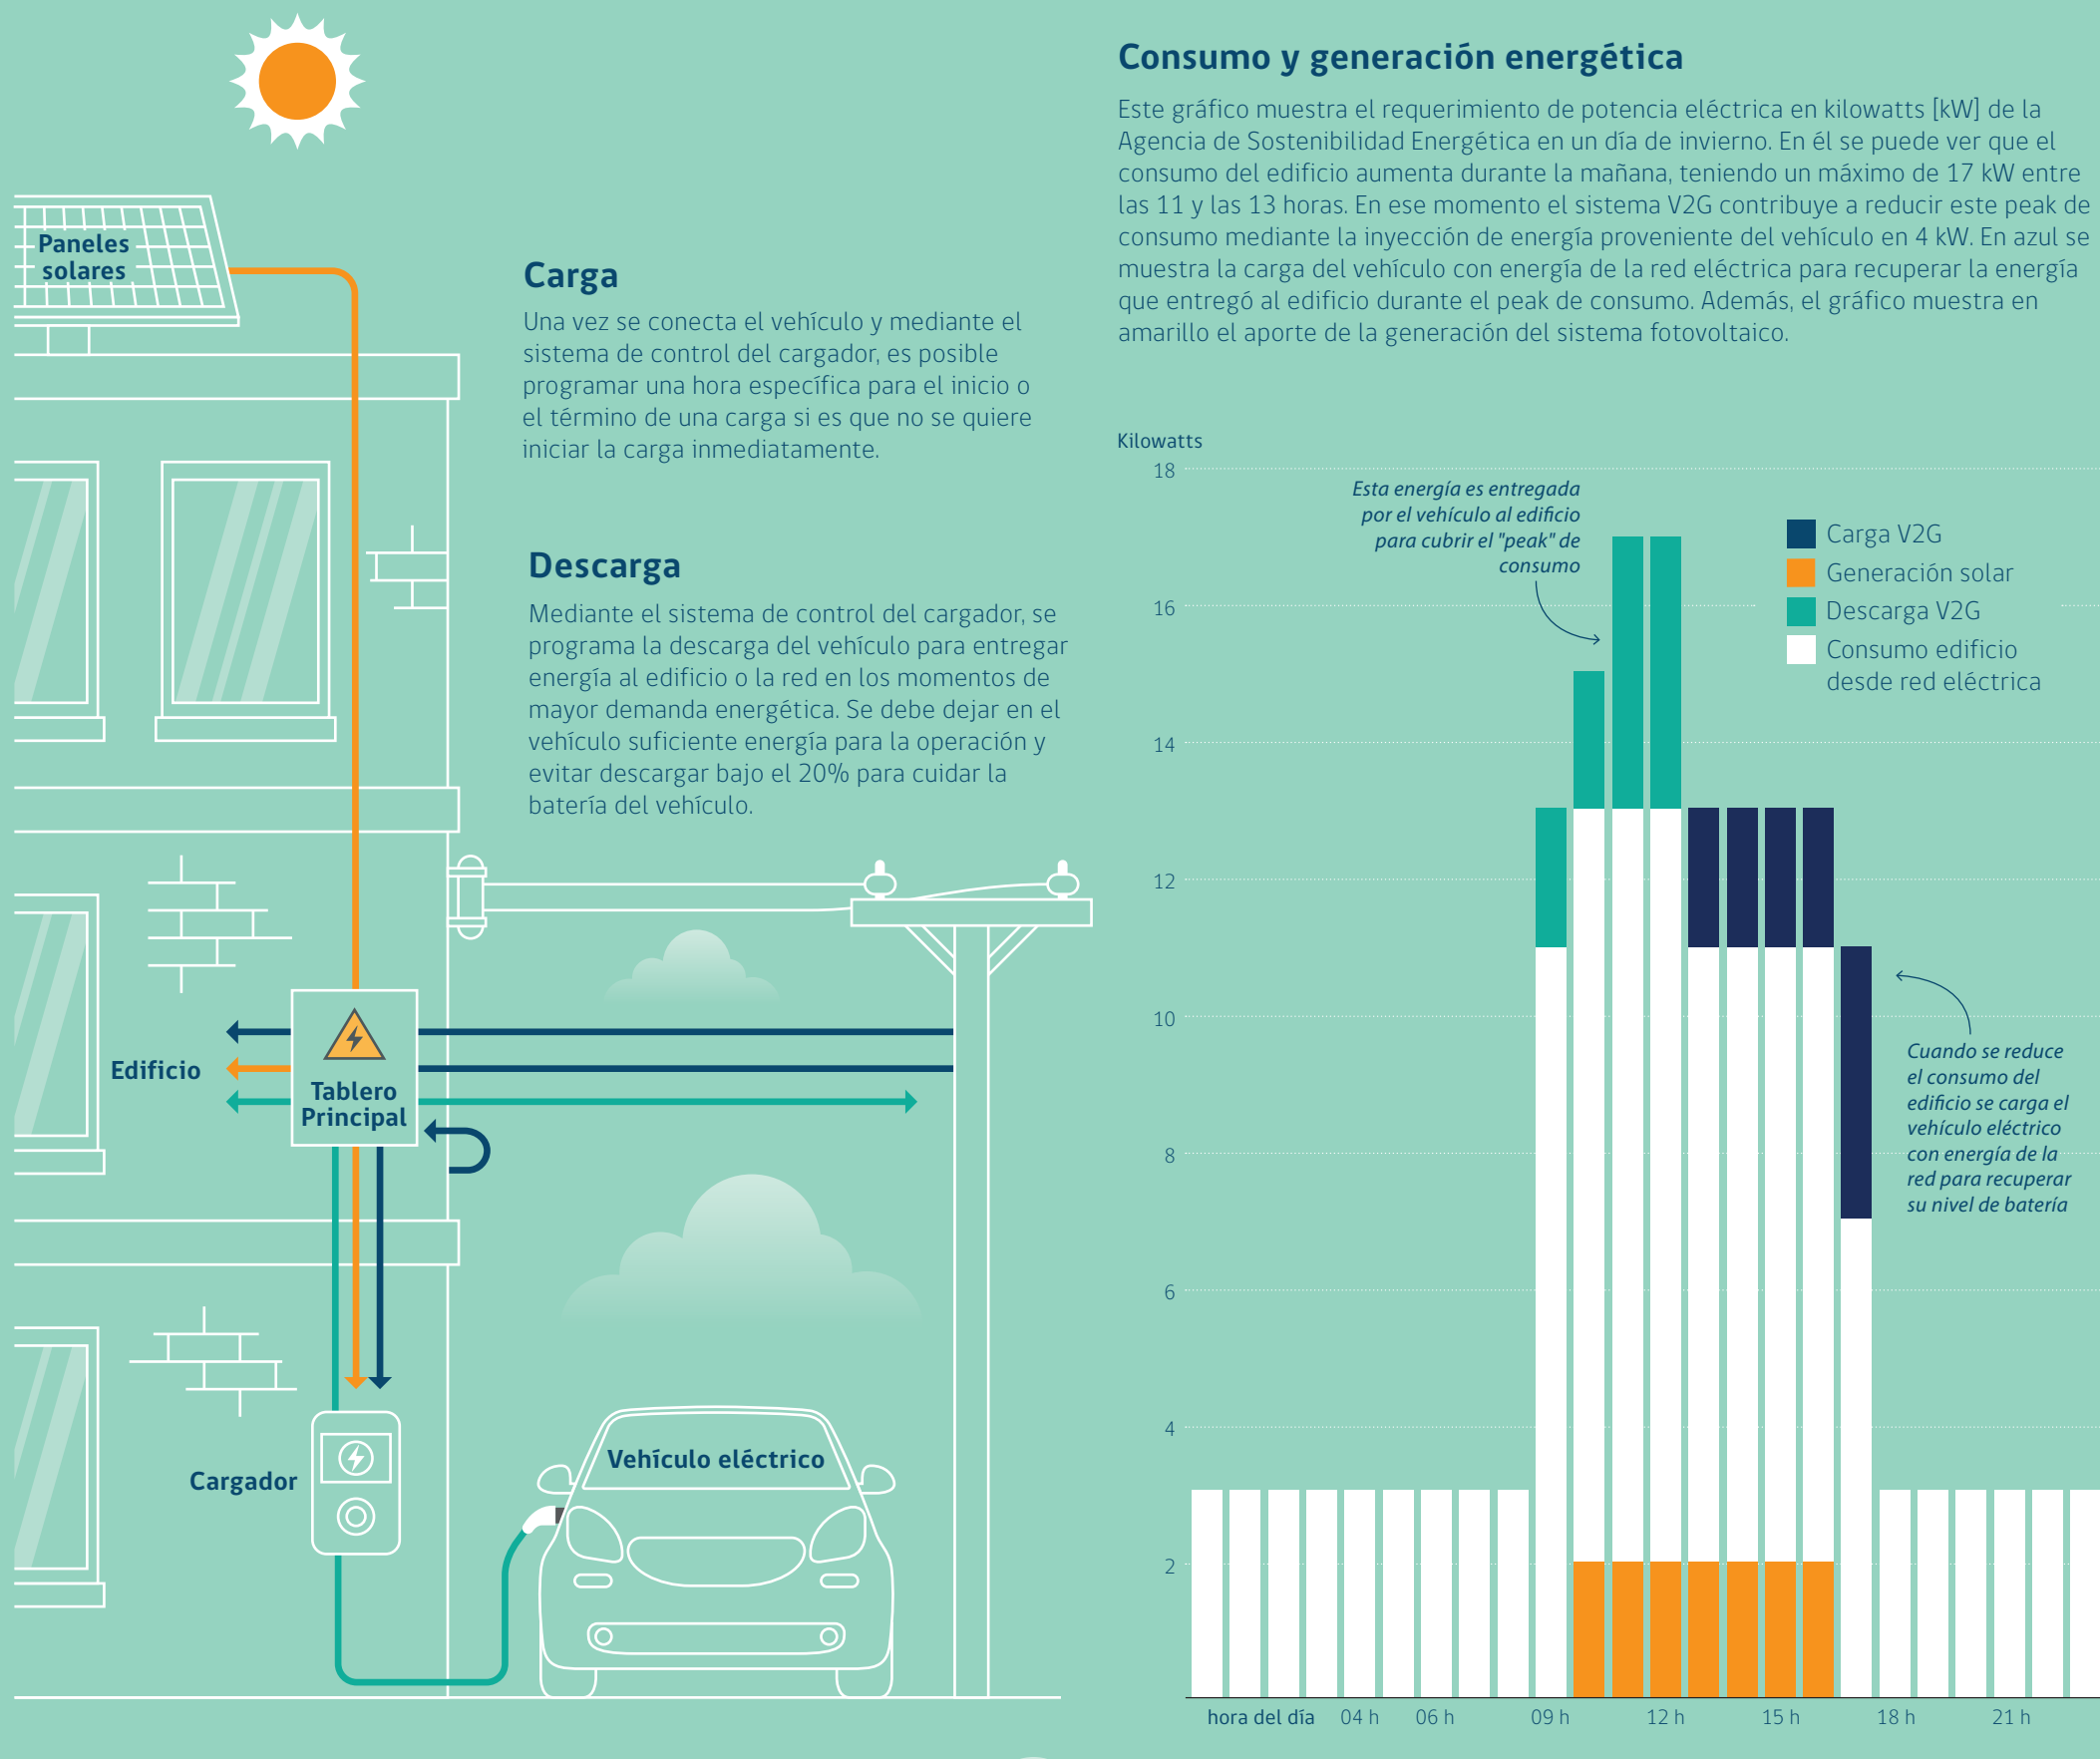 Paneles
solares
Carga
Una vez se conecta el vehículo y mediante el
sistema de control del cargador, es posible
programar una hora específica para el inicio o
el término de una carga si es que no se quiere
iniciar la carga inmediatamente.
Descarga
Mediante el sistema de control del cargador, se
programa la descarga del vehículo para entregar
energía al edificio o la red en los momentos de
mayor demanda energética. Se debe dejar en el
vehículo suficiente energía para la operación y
evitar descargar bajo el 20% para cuidar la
batería del vehículo.
Edificio
Tablero
Principal
Cargador
Vehículo eléctrico
Consumo y generación energética
Este gráfico muestra el requerimiento de potencia eléctrica en kilowatts [kW] de la
Agencia de Sostenibilidad Energética en un día de invierno. En él se puede ver que el
consumo del edificio aumenta durante la mañana, teniendo un máximo de 17 kW entre
las 11 y las 13 horas. En ese momento el sistema V2G contribuye a reducir este peak de
consumo mediante la inyección de energía proveniente del vehículo en 4 kW. En azul se
muestra la carga del vehículo con energía de la red eléctrica para recuperar la energía
que entregó al edificio durante el peak de consumo. Además, el gráfico muestra en
amarillo el aporte de la generación del sistema fotovoltaico.
Kilowatts
18
16
14
12
10
8
6
4
2
Esta energía es entregada
por el vehículo al edificio
para cubrir el "peak" de
consumo
Carga V2G
Generación solar
Descarga V2G
Consumo edificio
desde red eléctrica
Cuando se reduce
el consumo del
edificio se carga el
vehículo eléctrico
con energía de la
red para recuperar
su nivel de batería
hora del día 04 h 06 h 09 h 12 h 15 h 18 h 21 h